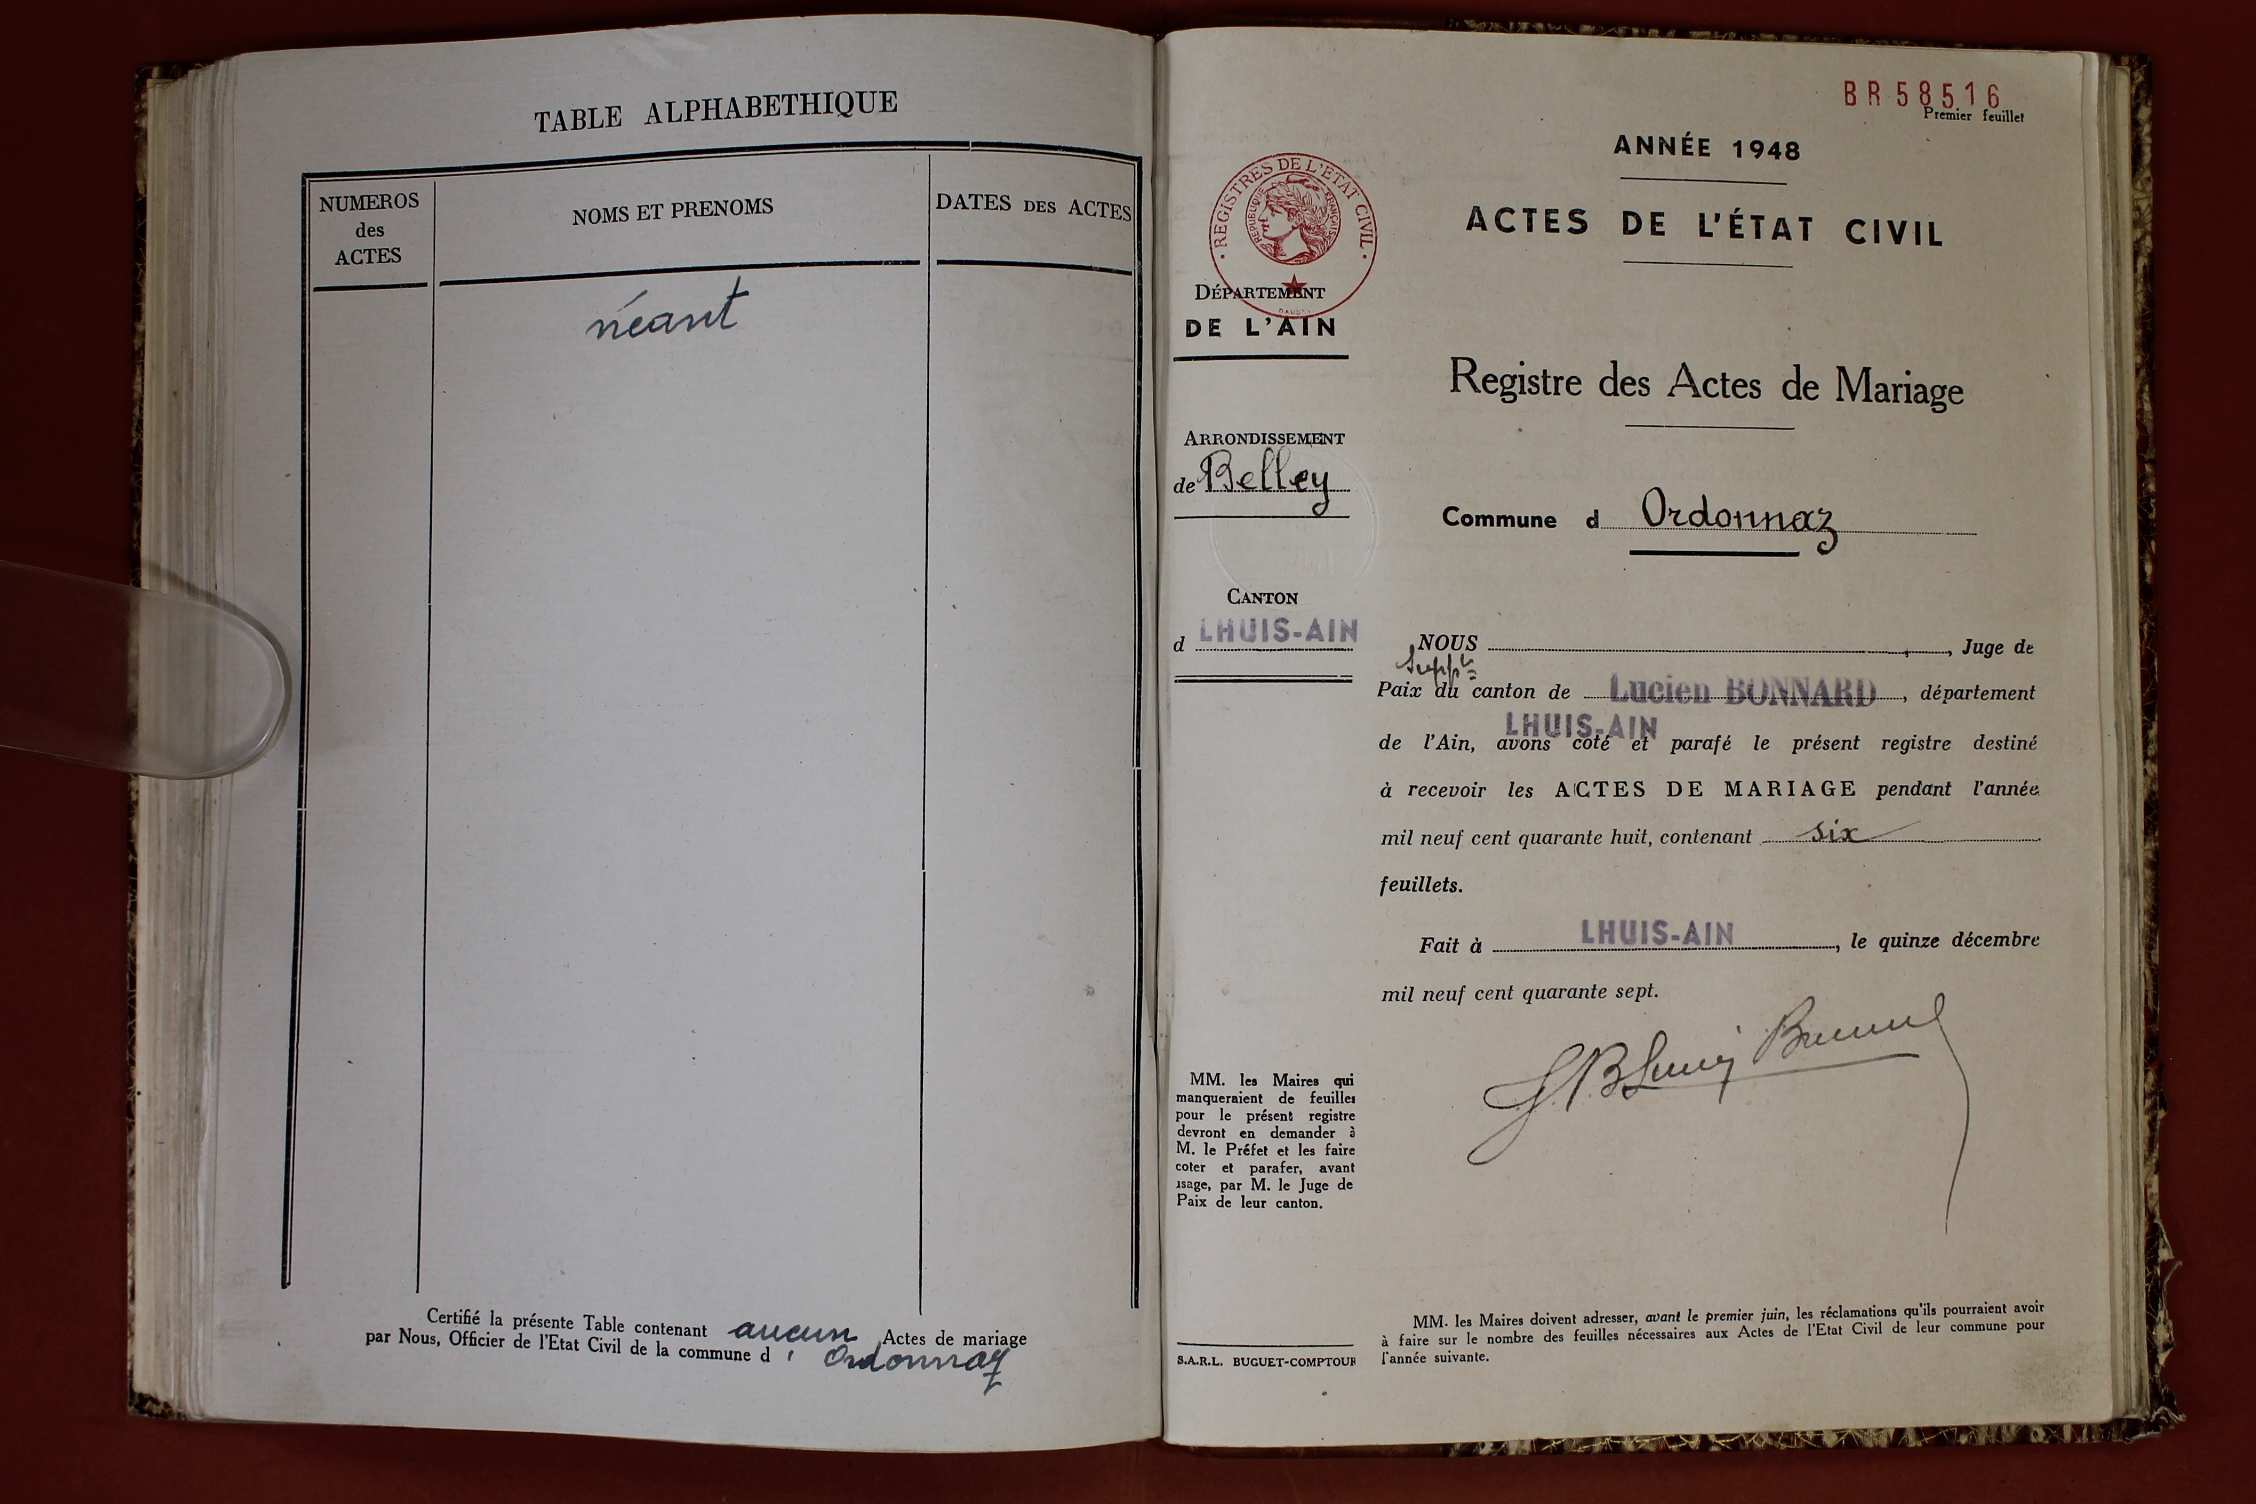 TABLE ALPHABETHIQUE
NUMEROS
des
ACTES
NOMS ET PRENOMS
DATES DES ACTES
néant
Certifié la présente Table contenant aucun Actes de mariage
par Nous, Officier de l'Etat Civil de la commune d' Ordonnaz
BR58516
Premier feuillet
ANNÉE 1948
ACTES DE L'ÉTAT CIVIL
REGISTRES DE L'ETAT CIVIL
REPUBLIQUE FRANÇAISE
DÉPARTEMENT
DE L'AIN
Registre des Actes de Mariage
ARRONDISSEMENT
de Belley
Commune d Ordonnaz
CANTON
d LHUIS-AIN
NOUS , Juge de
Suppt
Paix du canton de Lucien BONNARD, département
LHUIS-AIN
de l'Ain, avons coté et parafé le présent registre destiné
à recevoir les ACTES DE MARIAGE pendant l'année
mil neuf cent quarante huit, contenant six
feuillets.
Fait à LHUIS-AIN, le quinze décembre
mil neuf cent quarante sept.
MM. les Maires qui
manqueraient de feuilles
pour le présent registre
devront en demander à
M. le Préfet et les faire
coter et parafer, avant
usage, par M. le Juge de
Paix de leur canton.
S.A.R.L. BUGUET-COMPTOUR
MM. les Maires doivent adresser, avant le premier juin, les réclamations qu'ils pourraient avoir
à faire sur le nombre des feuilles nécessaires aux Actes de l'Etat Civil de leur commune pour
l'année suivante.